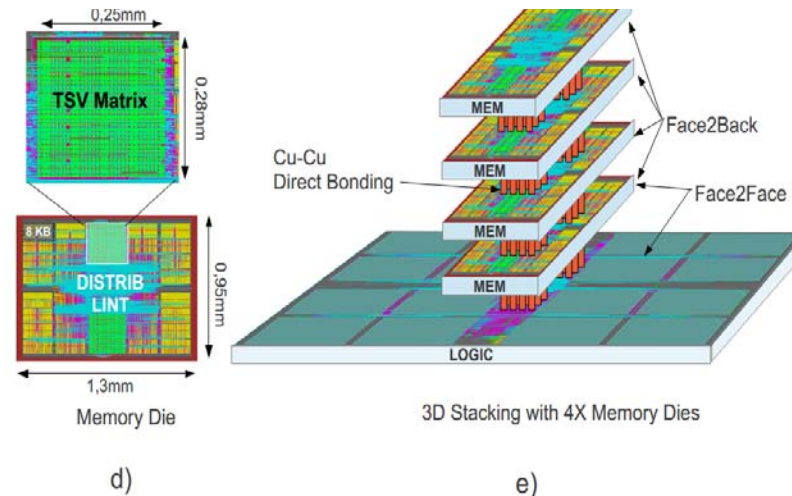 0,25mm
TSV Matrix
0,28mm
8 KB
DISTRIB
LINT
0,95mm
1,3mm
Memory Die
d)
MEM
MEM
MEM
MEM
Cu-Cu
Direct Bonding
Face2Back
Face2Face
LOGIC
3D Stacking with 4X Memory Dies
e)